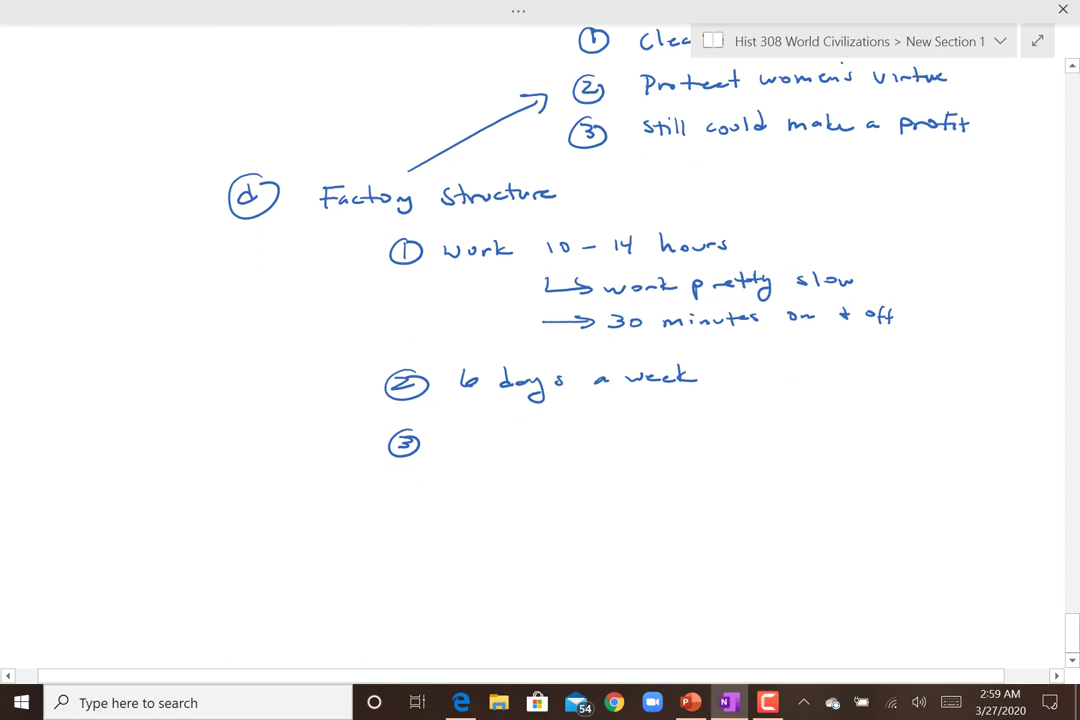 ...
Hist 308 World Civilizations > New Section 1
① Clea
② Protect women's virtue
③ Still could make a profit
ⓓ Factory Structure
① work 10 - 14 hours
↳ work pretty slow
→ 30 minutes on + off
② 6 days a week
③
Type here to search
54
2:59 AM
3/27/2020